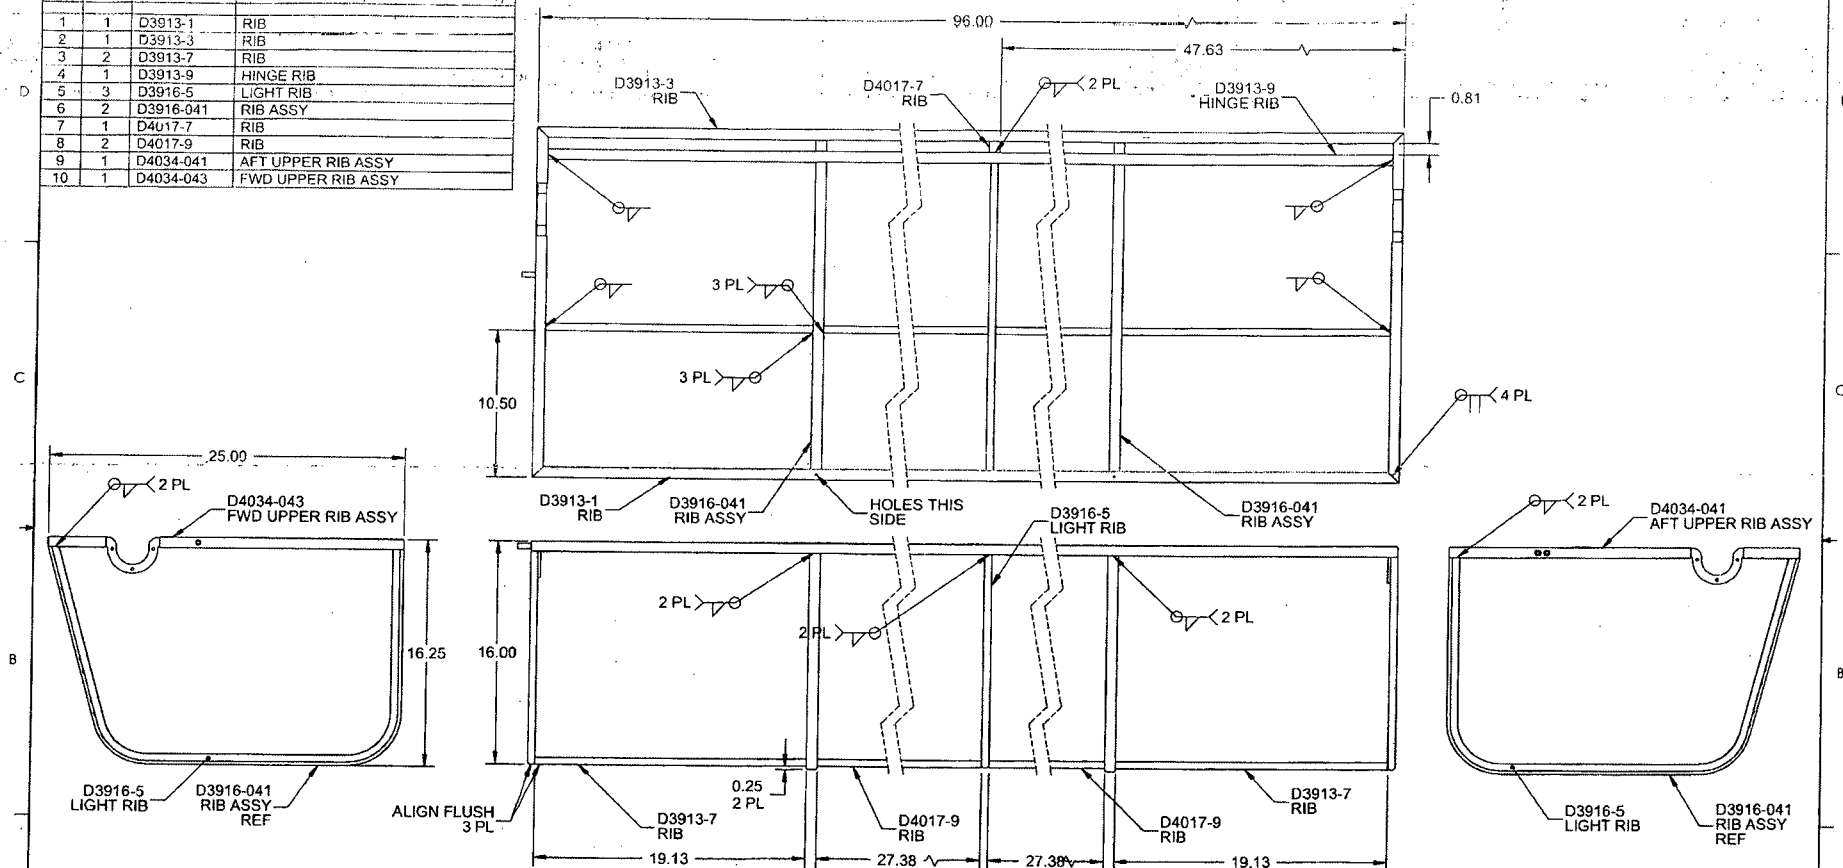 1 1 D3913-1 RIB
2 1 D3913-3 RIB
3 2 D3913-7 RIB
4 1 D3913-9 HINGE RIB
5 3 D3916-5 LIGHT RIB
6 2 D3916-041 RIB ASSY
7 1 D4017-7 RIB
8 2 D4017-9 RIB
9 1 D4034-041 AFT UPPER RIB ASSY
10 1 D4034-043 FWD UPPER RIB ASSY
96.00
47.63
D3913-3
RIB
D4017-7
RIB
2 PL
D3913-9
HINGE RIB
0.81
D
3 PL
3 PL
10.50
C
C
4 PL
25.00
2 PL
D4034-043
FWD UPPER RIB ASSY
D3913-1
RIB
D3916-041
RIB ASSY
HOLES THIS
SIDE
D3916-5
LIGHT RIB
D3916-041
RIB ASSY
2 PL
D4034-041
AFT UPPER RIB ASSY
2 PL
2 PL
2 PL
16.25
16.00
B
B
D3916-5
LIGHT RIB
D3916-041
RIB ASSY
REF
ALIGN FLUSH
3 PL
D3913-7
RIB
0.25
2 PL
D4017-9
RIB
D4017-9
RIB
D3913-7
RIB
D3916-5
LIGHT RIB
D3916-041
RIB ASSY
REF
19.13
27.38
27.38
19.13